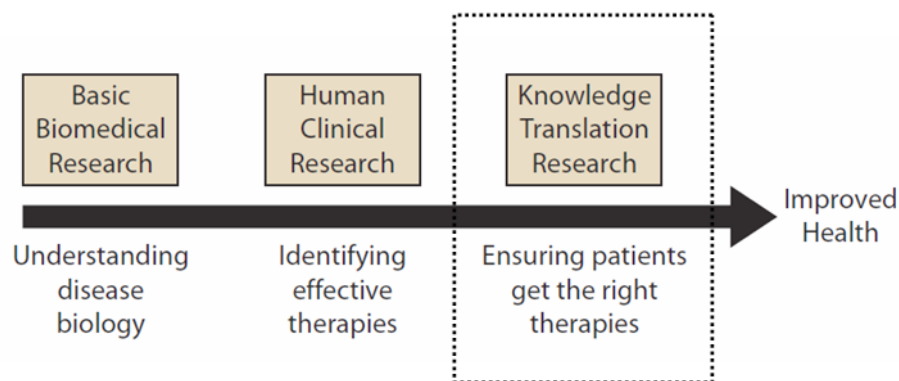 Basic
Biomedical
Research
Human
Clinical
Research
Knowledge
Translation
Research
Improved
Health
Understanding
disease
biology
Identifying
effective
therapies
Ensuring patients
get the right
therapies